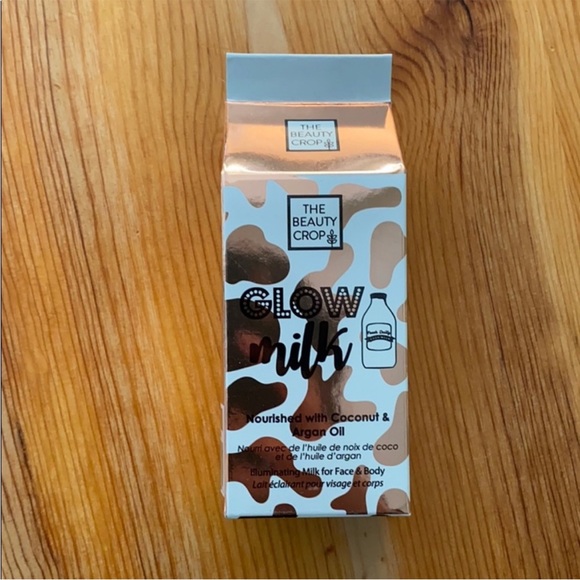 THE
BEAUTY
CROP
THE
BEAUTY
CROP
GLOW
milk
Nourished with Coconut &
Argan Oil
Nourri avec de l'huile de noix de coco
et de l'huile d'argan
Illuminating Milk for Face & Body
Lait éclairant pour visage et corps